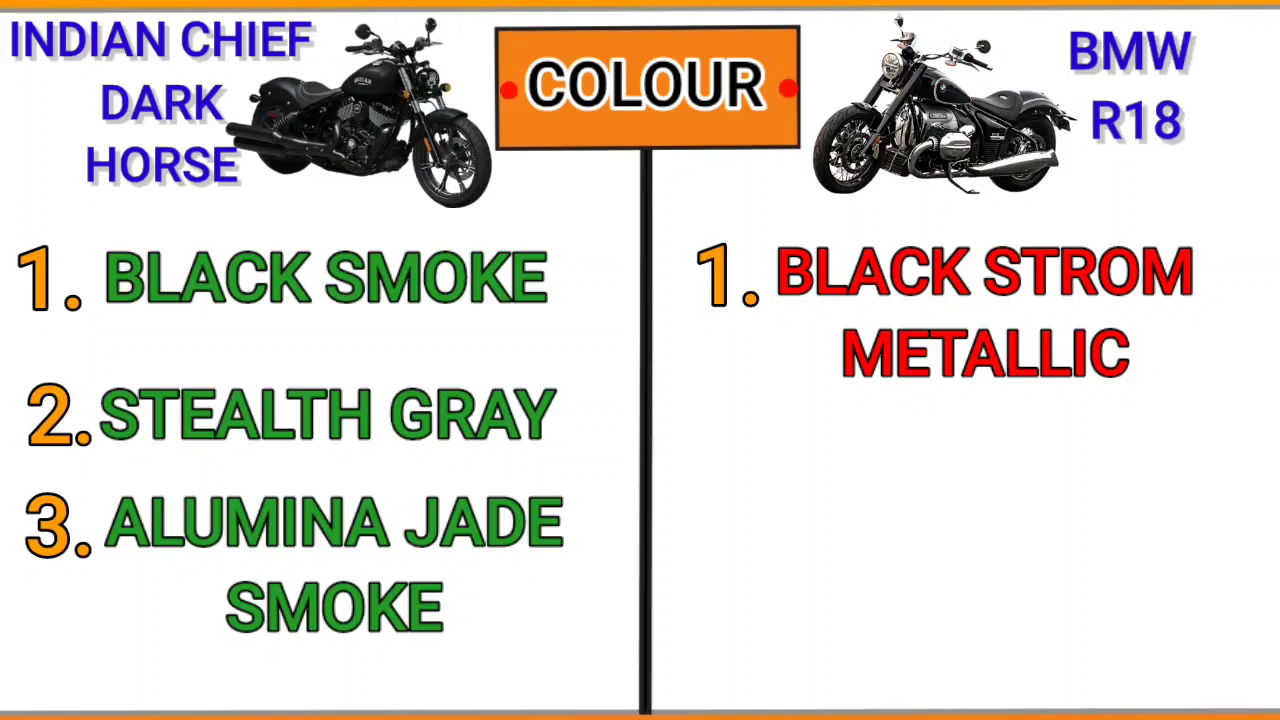 INDIAN CHIEF
DARK
HORSE
COLOUR
BMW
R18
1. BLACK SMOKE
2. STEALTH GRAY
3. ALUMINA JADE
SMOKE
1. BLACK STROM
METALLIC